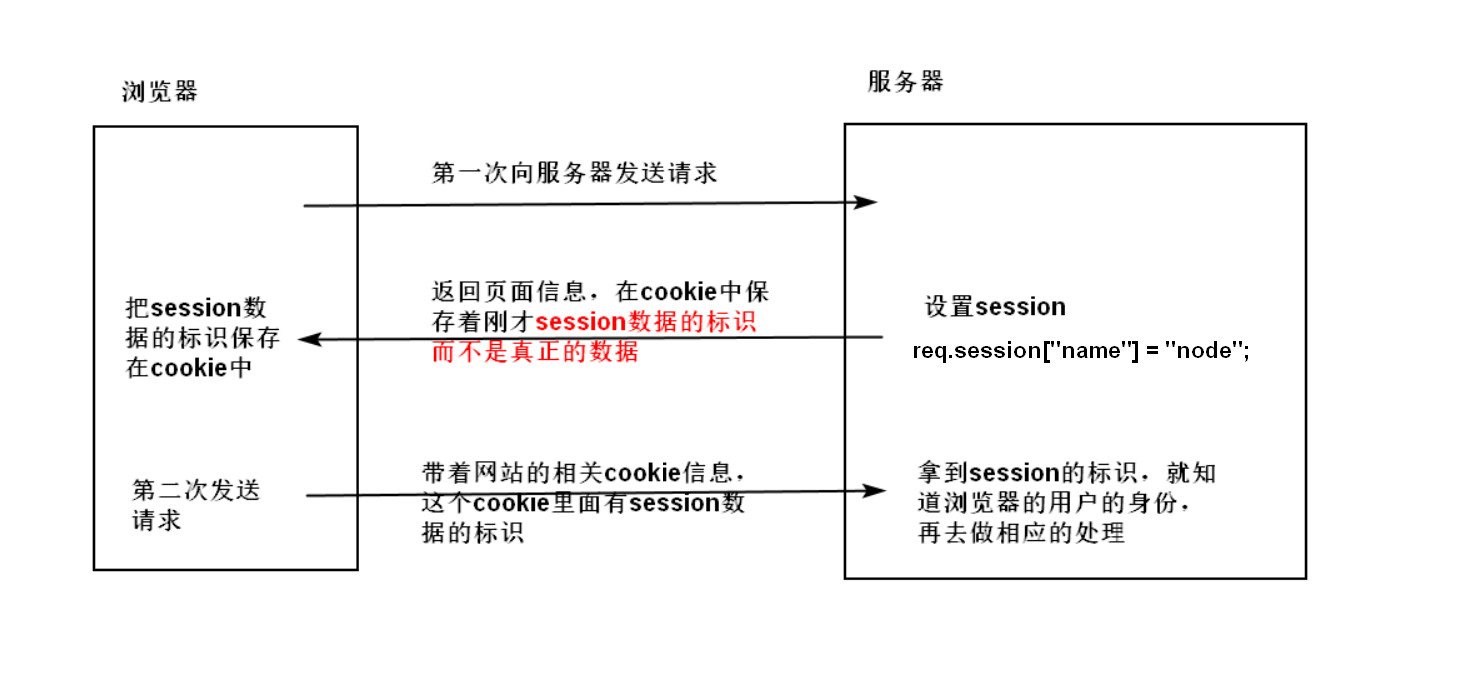 浏览器
服务器
第一次向服务器发送请求
把session数
据的标识保存
在cookie中
返回页面信息，在cookie中保
存着刚才session数据的标识
而不是真正的数据
设置session
req.session["name"] = "node";
第二次发送
请求
带着网站的相关cookie信息，
这个cookie里面有session数
据的标识
拿到session的标识，就知
道浏览器的用户的身份，
再去做相应的处理